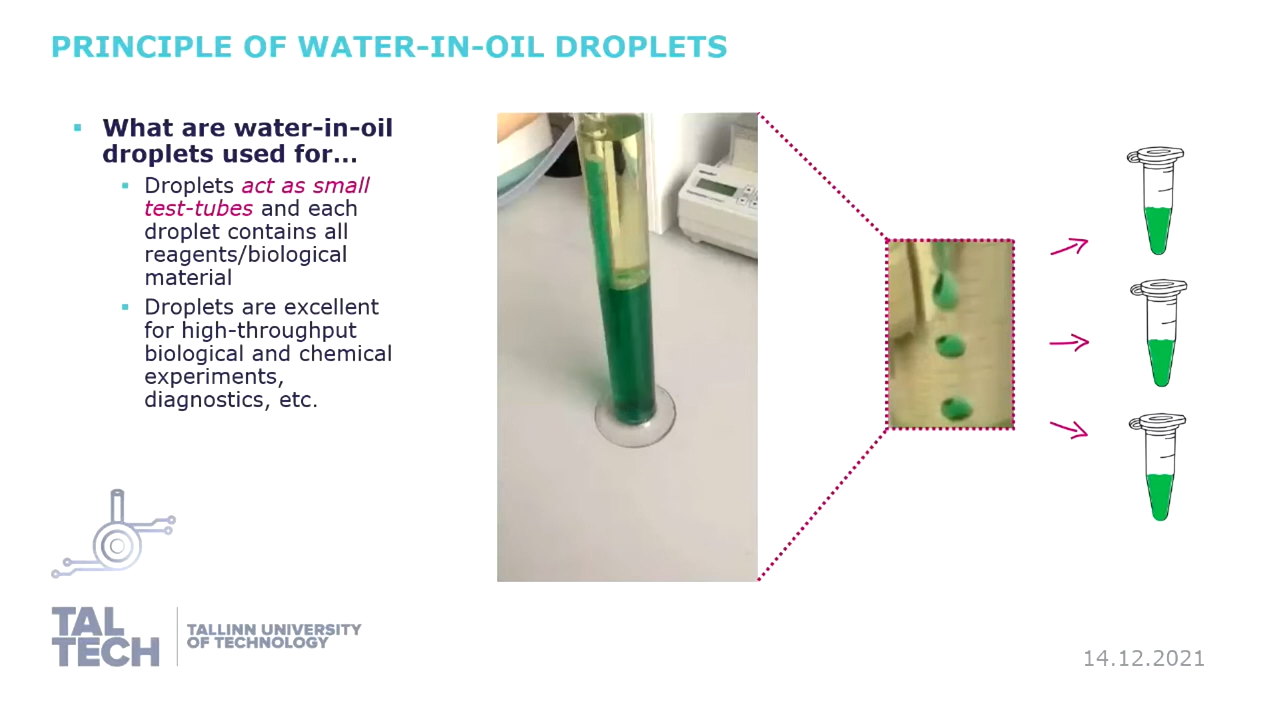 PRINCIPLE OF WATER-IN-OIL DROPLETS
What are water-in-oil
droplets used for...
Droplets act as small
test-tubes and each
droplet contains all
reagents/biological
material
Droplets are excellent
for high-throughput
biological and chemical
experiments,
diagnostics, etc.
TAL
TECH
TALLINN UNIVERSITY
OF TECHNOLOGY
14.12.2021